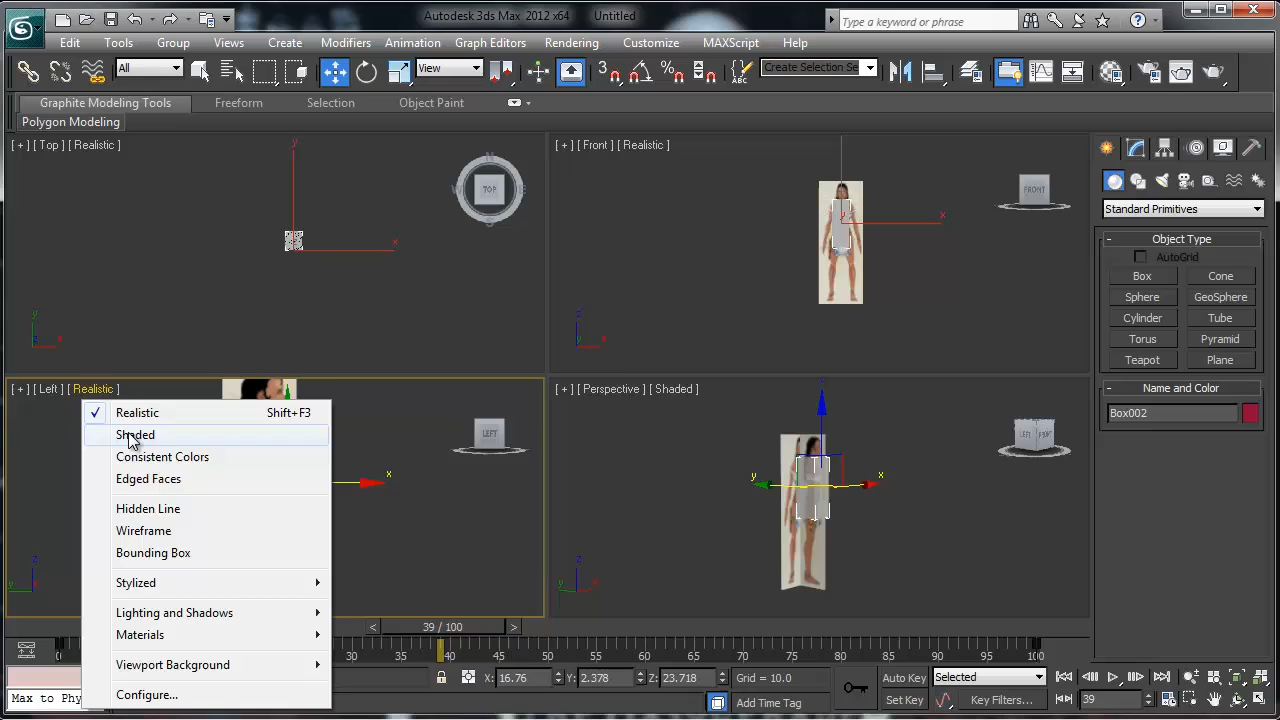 Autodesk 3ds Max 2012 x64 Untitled
Type a keyword or phrase
Edit Tools Group Views Create Modifiers Animation Graph Editors Rendering Customize MAXScript Help
All View 3 ABC Create Selection Se
Graphite Modeling Tools Freeform Selection Object Paint
Polygon Modeling
[ + ] [ Top ] [ Realistic ]
[ + ] [ Front ] [ Realistic ]
y
N
W TOP E
S
FRONT
x
y x
y
x
z
y x
[ + ] [ Left ] [ Realistic ]
[ + ] [ Perspective ] [ Shaded ]
✓ Realistic Shift+F3
Shaded
Consistent Colors
Edged Faces
Hidden Line
Wireframe
Bounding Box
Stylized
Lighting and Shadows
Materials
Viewport Background
Configure...
LEFT
x
z
y
LEFT FRONT
y x
z
y x
Standard Primitives
- Object Type
AutoGrid
Box Cone
Sphere GeoSphere
Cylinder Tube
Torus Pyramid
Teapot Plane
- Name and Color
Box002
< 39 / 100 >
0 30 35 40 45 50 55 60 65 70 75 80 85 90 95 100
X: 16.76 Y: 2.378 Z: 23.718 Grid = 10.0
Auto Key Selected
Max to Phy
Add Time Tag
Set Key Key Filters... 39